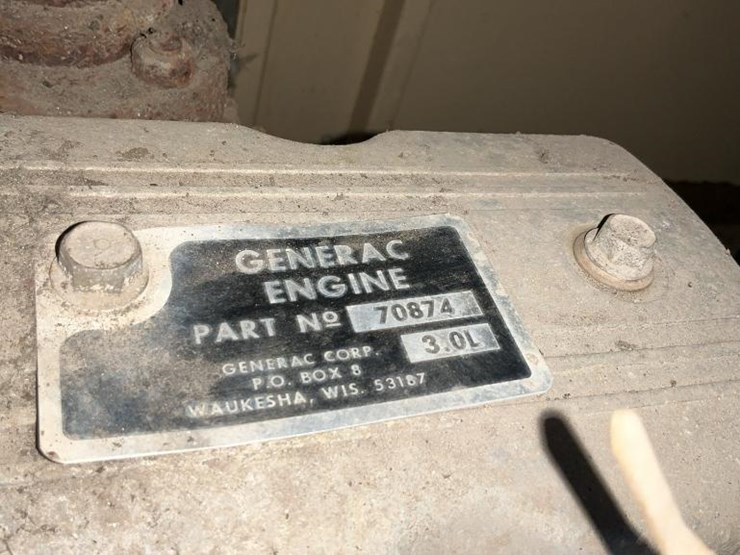 GENERAC
ENGINE
PART Nº 70874
3.0L
GENERAC CORP.
P.O. BOX 8
WAUKESHA, WIS. 53187